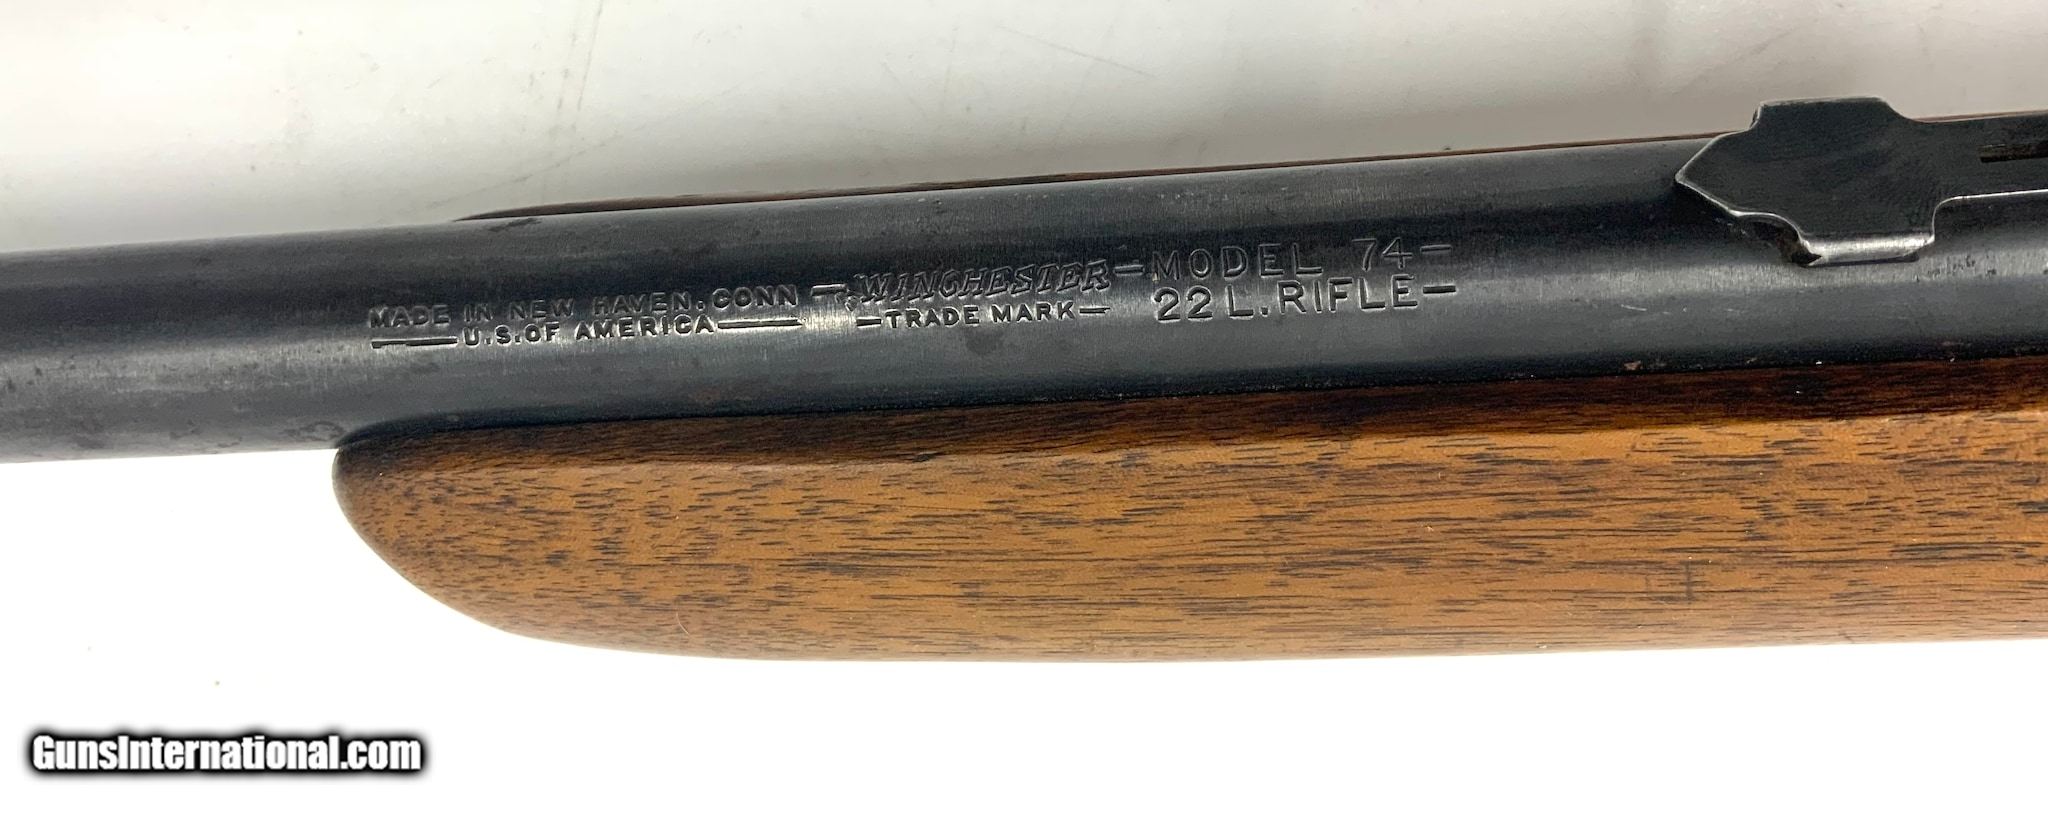 MADE IN NEW HAVEN. CONN
U.S. OF AMERICA
WINCHESTER
TRADE MARK
-MODEL 74-
22 L. RIFLE-
GunsInternational.com